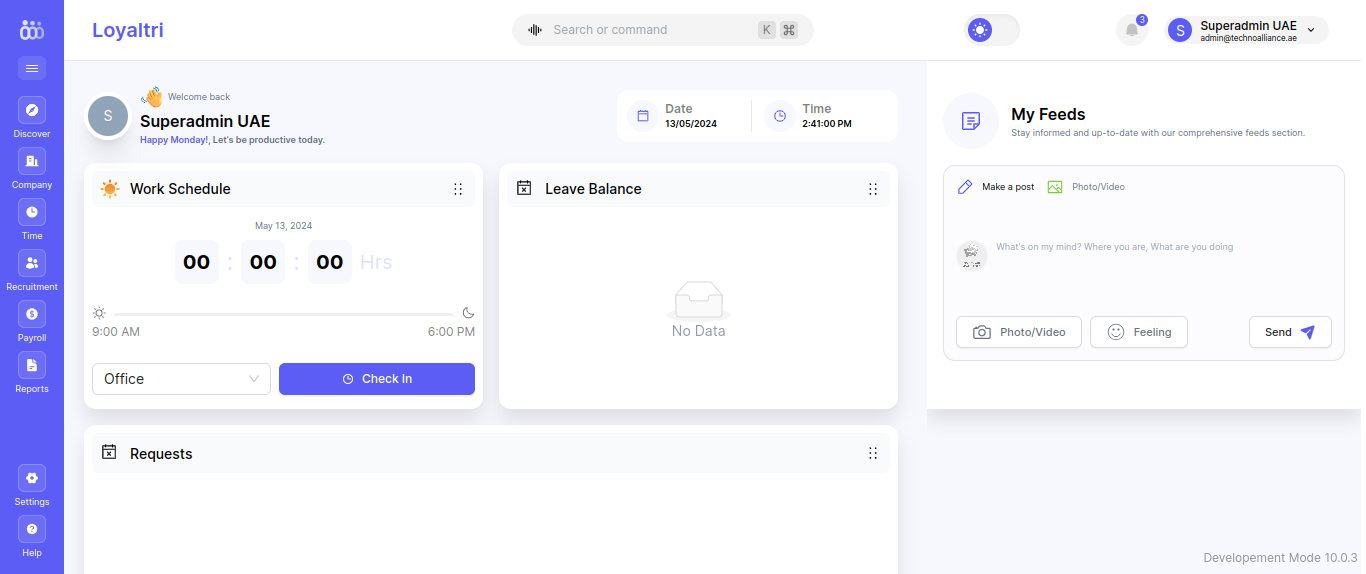 Loyaltri
Search or command
K
⌘
3
S
Superadmin UAE
admin@technoalliance.ae
Discover
Company
Time
Recruitment
Payroll
Reports
Settings
Help
S
Welcome back
Superadmin UAE
Happy Monday!, Let's be productive today.
Date
13/05/2024
Time
2:41:00 PM
Work Schedule
May 13, 2024
00 : 00 : 00 Hrs
9:00 AM
6:00 PM
Office
Check In
Leave Balance
No Data
Requests
My Feeds
Stay informed and up-to-date with our comprehensive feeds section.
Make a post
Photo/Video
What's on my mind? Where you are, What are you doing
Photo/Video
Feeling
Send
Developement Mode 10.0.3